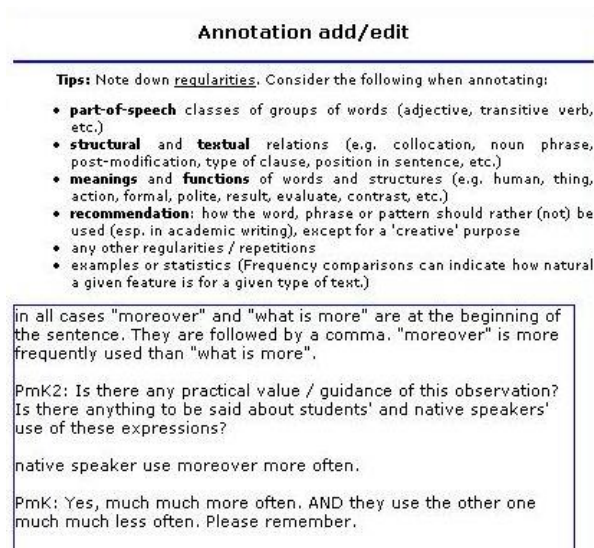 Annotation add/edit
Tips: Note down regularities. Consider the following when annotating:
• part-of-speech classes of groups of words (adjective, transitive verb,
etc.)
• structural and textual relations (e.g. collocation, noun phrase,
post-modification, type of clause, position in sentence, etc.)
• meanings and functions of words and structures (e.g. human, thing,
action, formal, polite, result, evaluate, contrast, etc.)
• recommendation: how the word, phrase or pattern should rather (not) be
used (esp. in academic writing), except for a 'creative' purpose
• any other regularities / repetitions
• examples or statistics (Frequency comparisons can indicate how natural
a given feature is for a given type of text.)
in all cases "moreover" and "what is more" are at the beginning of
the sentence. They are followed by a comma. "moreover" is more
frequently used than "what is more".
PmK2: Is there any practical value / guidance of this observation?
Is there anything to be said about students' and native speakers'
use of these expressions?
native speaker use moreover more often.
PmK: Yes, much much more often. AND they use the other one
much much less often. Please remember.